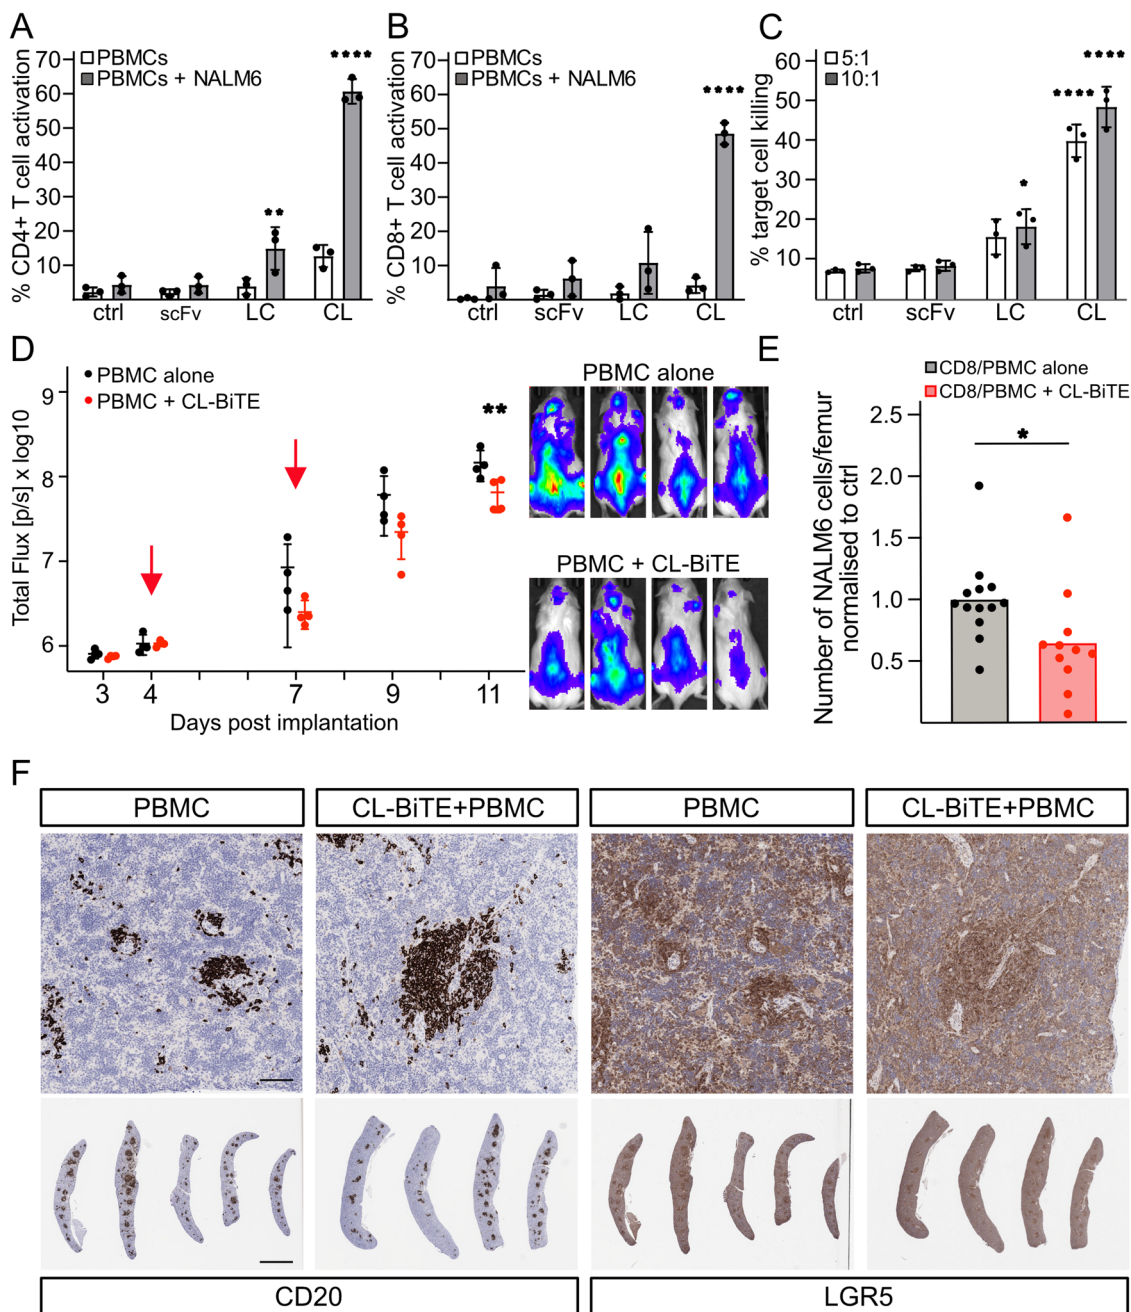 A
% CD4+ T cell activation
70
60
50
40
30
20
10
PBMCs
PBMCs + NALM6
**
****
ctrl
scFv
LC
CL
B
% CD8+ T cell activation
70
60
50
40
30
20
10
PBMCs
PBMCs + NALM6
****
ctrl
scFv
LC
CL
C
% target cell killing
60
50
40
30
20
10
5:1
10:1
*
****
****
ctrl
scFv
LC
CL
D
Total Flux [p/s] x log10
9
8
7
6
PBMC alone
PBMC + CL-BiTE
**
3
4
7
9
11
Days post implantation
PBMC alone
PBMC + CL-BiTE
E
CD8/PBMC alone
CD8/PBMC + CL-BiTE
Number of NALM6 cells/femur
normalised to ctrl
2.5
2.0
1.5
1.0
0.5
*
F
PBMC
CL-BiTE+PBMC
PBMC
CL-BiTE+PBMC
CD20
LGR5